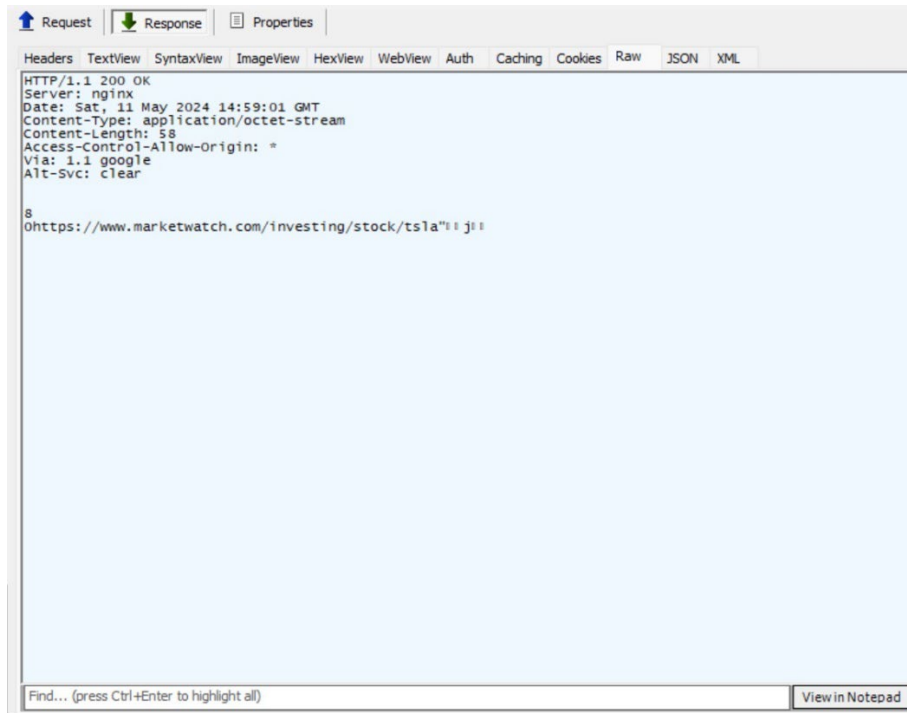 Request Response Properties
Headers TextView SyntaxView ImageView HexView WebView Auth Caching Cookies Raw JSON XML
HTTP/1.1 200 OK
Server: nginx
Date: Sat, 11 May 2024 14:59:01 GMT
Content-Type: application/octet-stream
Content-Length: 58
Access-Control-Allow-Origin: *
Via: 1.1 google
Alt-Svc: clear
8
0https://www.marketwatch.com/investing/stock/tsla" j
Find... (press Ctrl+Enter to highlight all) View in Notepad